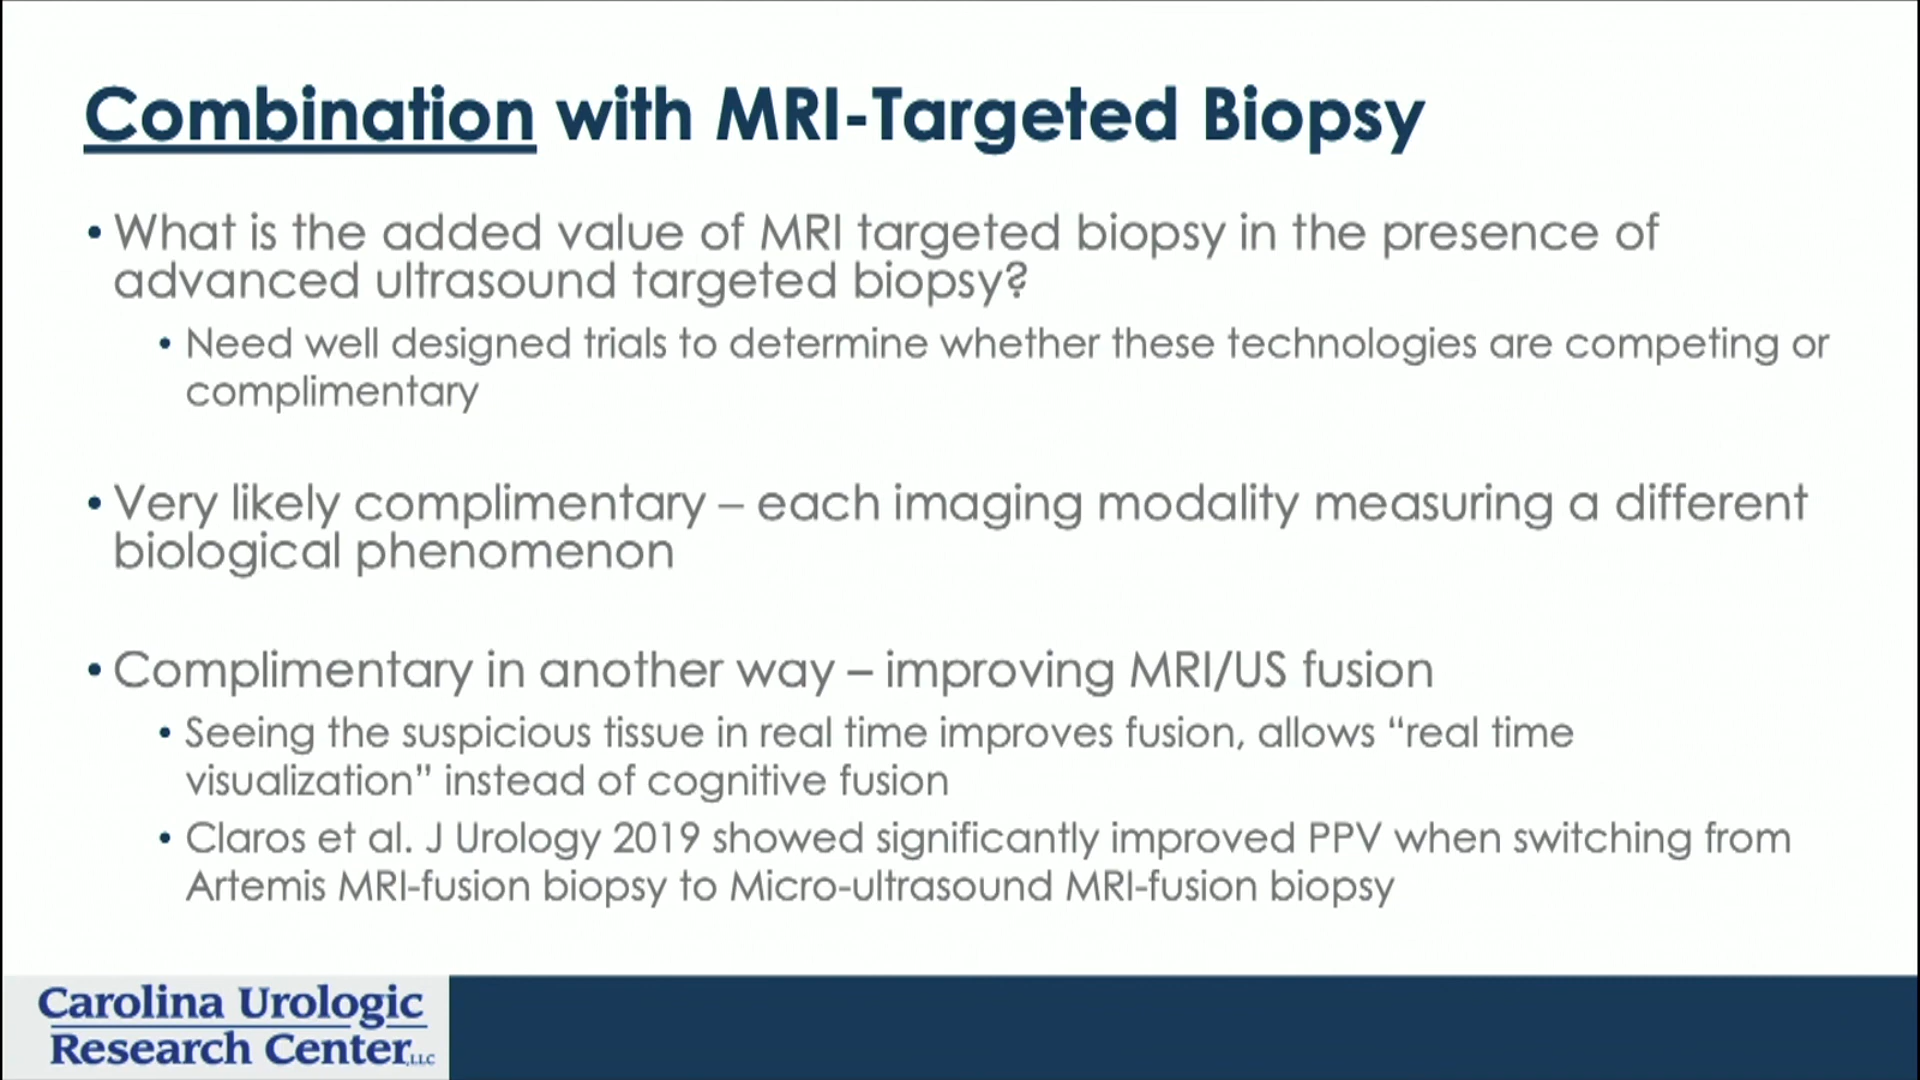 Combination with MRI-Targeted Biopsy
• What is the added value of MRI targeted biopsy in the presence of
advanced ultrasound targeted biopsy?
• Need well designed trials to determine whether these technologies are competing or
complimentary
• Very likely complimentary – each imaging modality measuring a different
biological phenomenon
• Complimentary in another way – improving MRI/US fusion
• Seeing the suspicious tissue in real time improves fusion, allows “real time
visualization” instead of cognitive fusion
• Claros et al. J Urology 2019 showed significantly improved PPV when switching from
Artemis MRI-fusion biopsy to Micro-ultrasound MRI-fusion biopsy
Carolina Urologic
Research Center,LLC